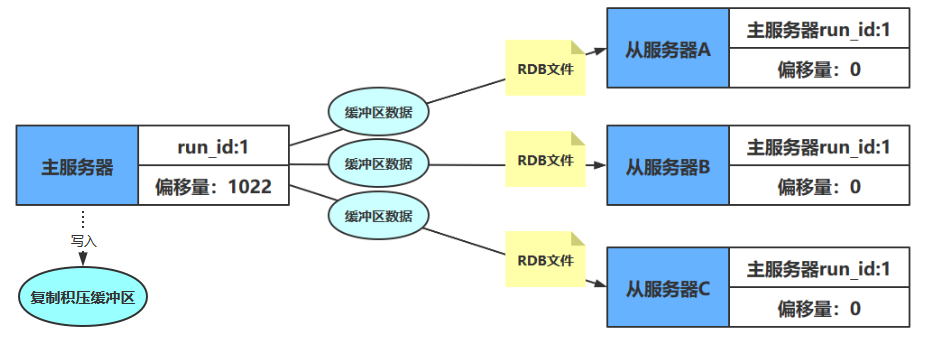 主服务器
run_id:1
偏移量：1022
写入
复制积压缓冲区
缓冲区数据
缓冲区数据
缓冲区数据
RDB文件
RDB文件
RDB文件
从服务器A
主服务器run_id:1
偏移量：0
从服务器B
主服务器run_id:1
偏移量：0
从服务器C
主服务器run_id:1
偏移量：0